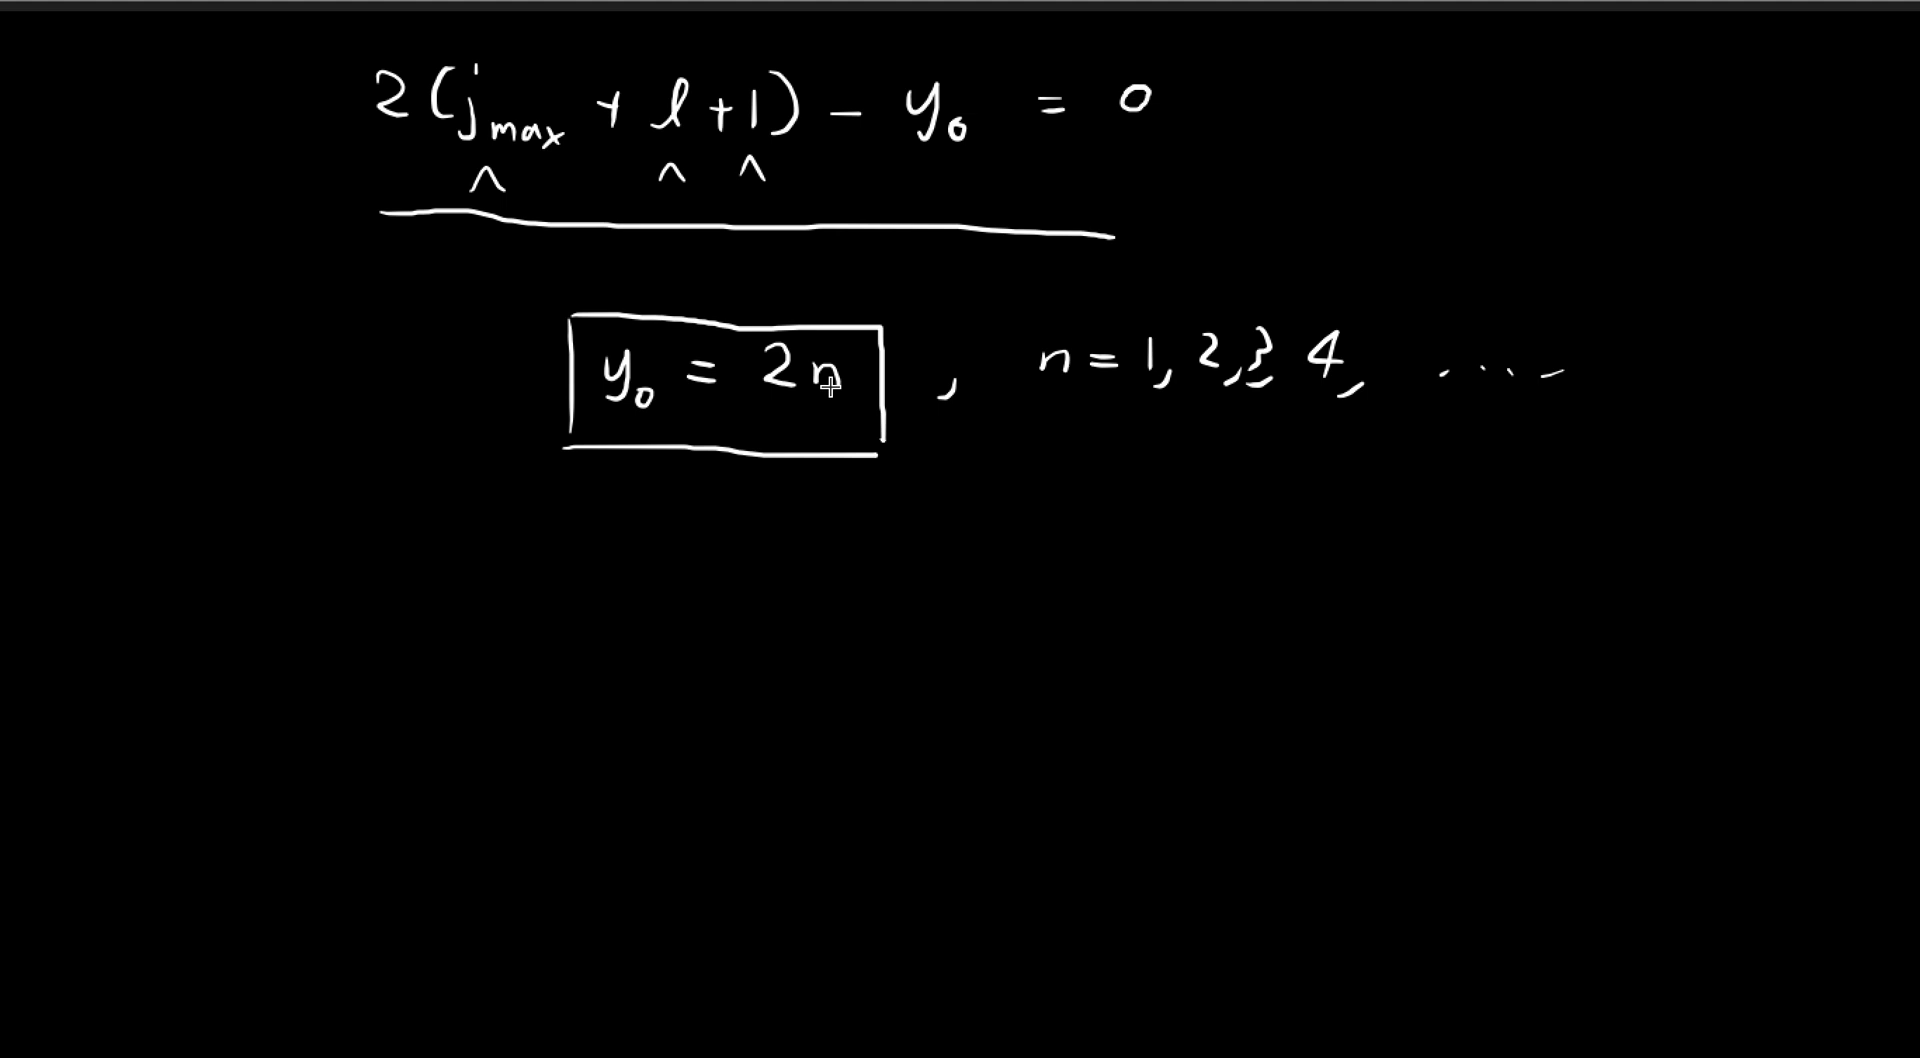 2(j_max + l + 1) - y_0 = 0
^ ^ ^
y_0 = 2n , n = 1, 2, 3, 4, .....